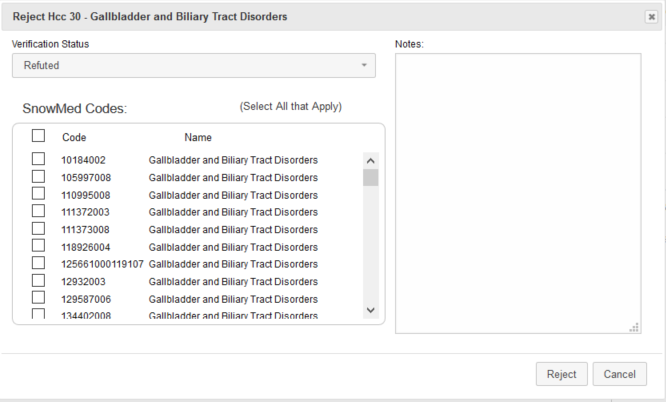 Reject Hcc 30 - Gallbladder and Biliary Tract Disorders
Verification Status
Refuted
Notes:
SnowMed Codes: (Select All that Apply)
Code Name
10184002 Gallbladder and Biliary Tract Disorders
105997008 Gallbladder and Biliary Tract Disorders
110995008 Gallbladder and Biliary Tract Disorders
111372003 Gallbladder and Biliary Tract Disorders
111373008 Gallbladder and Biliary Tract Disorders
118926004 Gallbladder and Biliary Tract Disorders
125661000119107 Gallbladder and Biliary Tract Disorders
12932003 Gallbladder and Biliary Tract Disorders
129587006 Gallbladder and Biliary Tract Disorders
134402008 Gallbladder and Biliary Tract Disorders
Reject Cancel